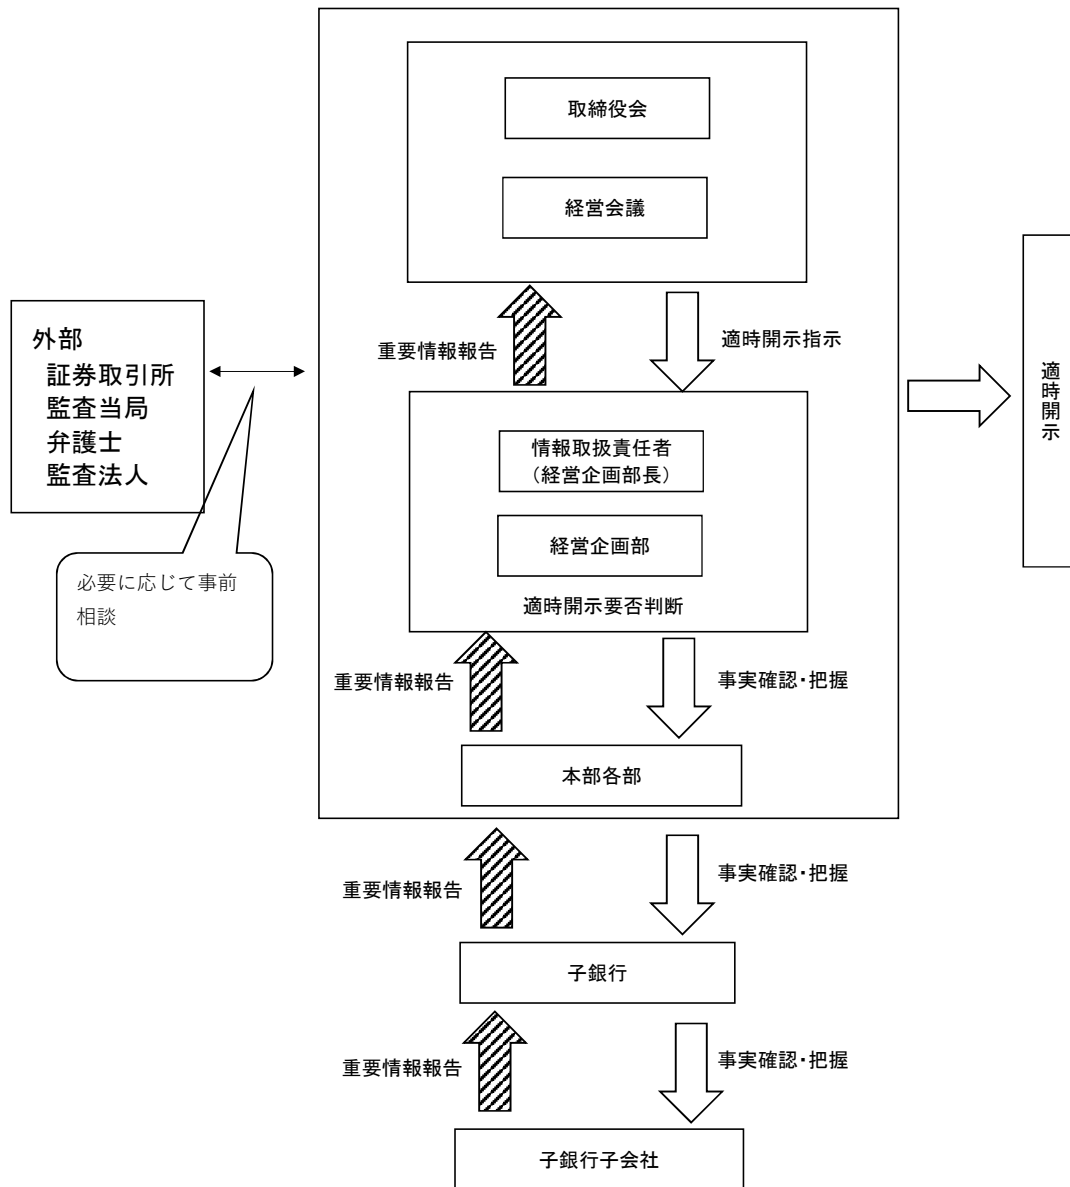 取締役会
経営会議
重要情報報告
適時開示指示
外部
証券取引所
監査当局
弁護士
監査法人
適時開示
情報取扱責任者
（経営企画部長）
経営企画部
適時開示要否判断
必要に応じて事前
相談
重要情報報告
事実確認・把握
本部各部
重要情報報告
事実確認・把握
子銀行
重要情報報告
事実確認・把握
子銀行子会社